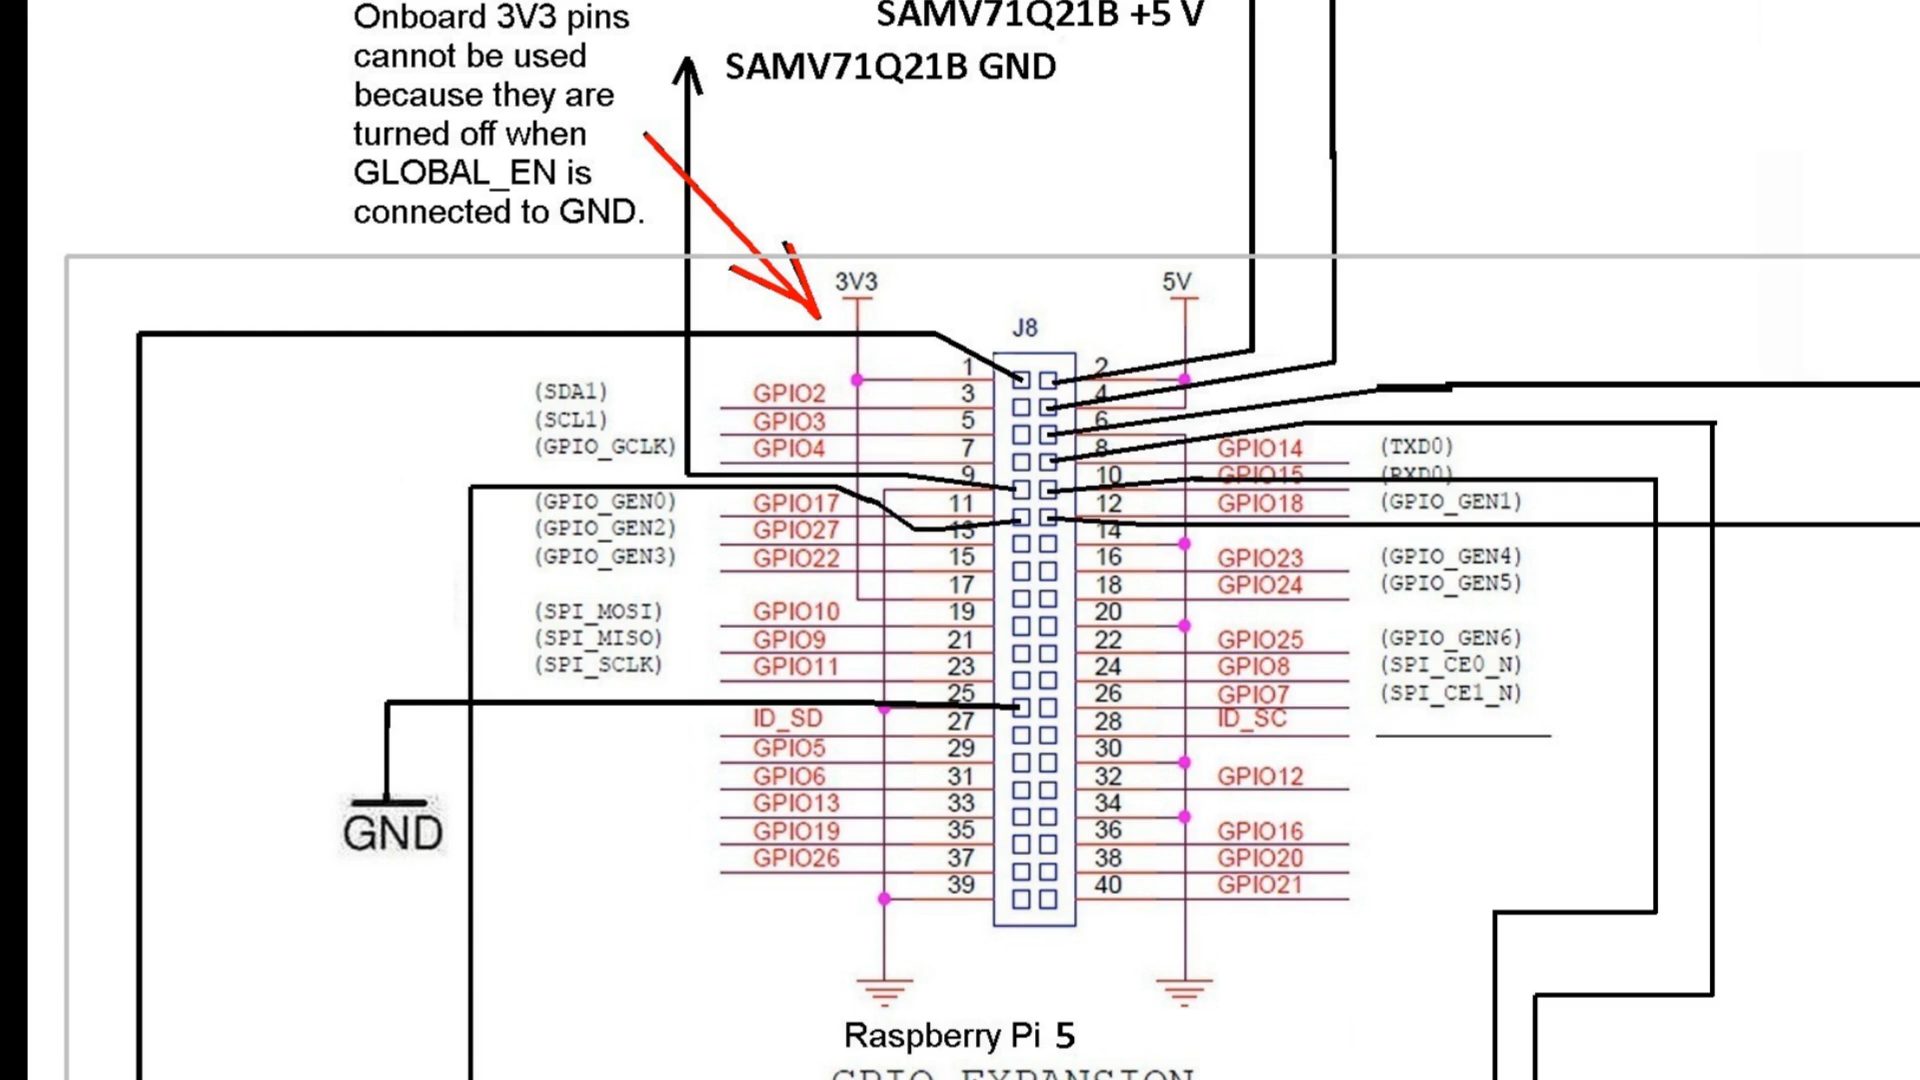 Onboard 3V3 pins
cannot be used
because they are
turned off when
GLOBAL_EN is
connected to GND.
SAMV71Q21B +5 V
SAMV71Q21B GND
3V3
5V
J8
1 2
(SDA1) GPIO2 3 4
(SCL1) GPIO3 5 6
(GPIO_GCLK) GPIO4 7 8 GPIO14 (TXD0)
9 10 GPIO15 (RXD0)
(GPIO_GEN0) GPIO17 11 12 GPIO18 (GPIO_GEN1)
(GPIO_GEN2) GPIO27 13 14
(GPIO_GEN3) GPIO22 15 16 GPIO23 (GPIO_GEN4)
17 18 GPIO24 (GPIO_GEN5)
(SPI_MOSI) GPIO10 19 20
(SPI_MISO) GPIO9 21 22 GPIO25 (GPIO_GEN6)
(SPI_SCLK) GPIO11 23 24 GPIO8 (SPI_CE0_N)
25 26 GPIO7 (SPI_CE1_N)
ID_SD 27 28 ID_SC
GPIO5 29 30
GPIO6 31 32 GPIO12
GPIO13 33 34
GPIO19 35 36 GPIO16
GPIO26 37 38 GPIO20
39 40 GPIO21
GND
Raspberry Pi 5
GPIO EXPANSION